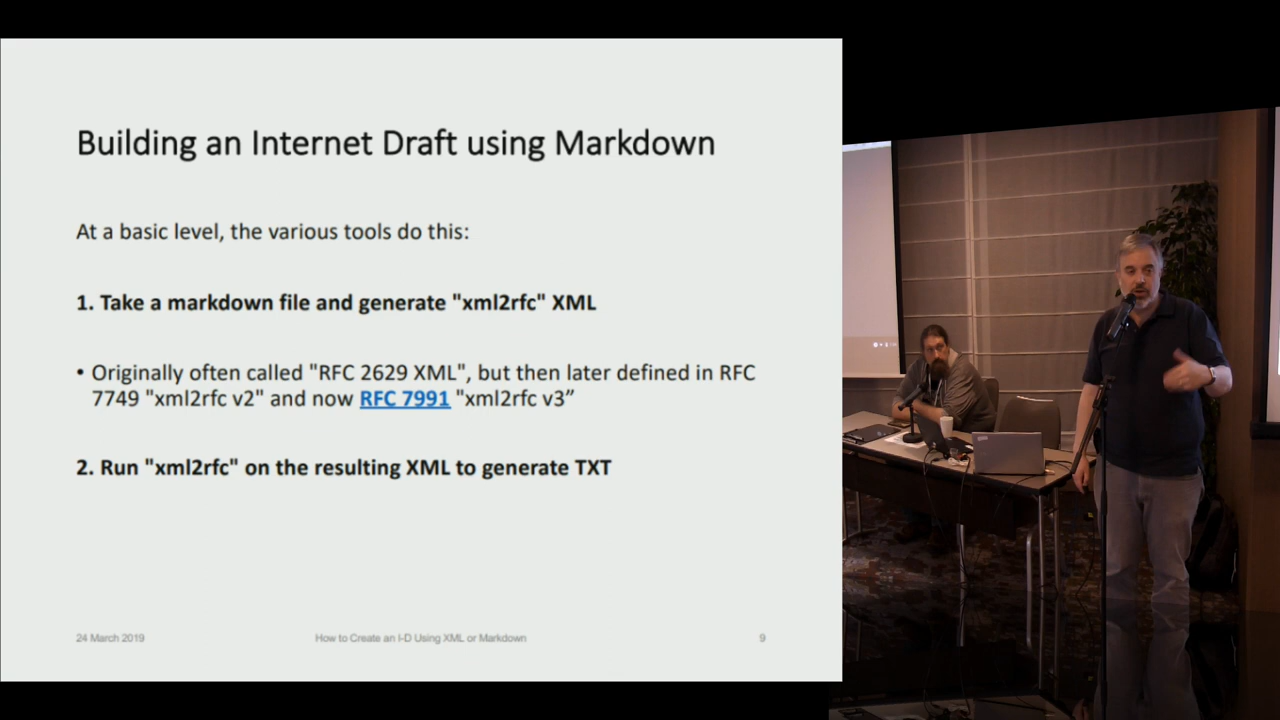 Building an Internet Draft using Markdown
At a basic level, the various tools do this:
1. Take a markdown file and generate "xml2rfc" XML
• Originally often called "RFC 2629 XML", but then later defined in RFC
7749 "xml2rfc v2" and now RFC 7991 "xml2rfc v3”
2. Run "xml2rfc" on the resulting XML to generate TXT
24 March 2019
How to Create an I-D Using XML or Markdown
9